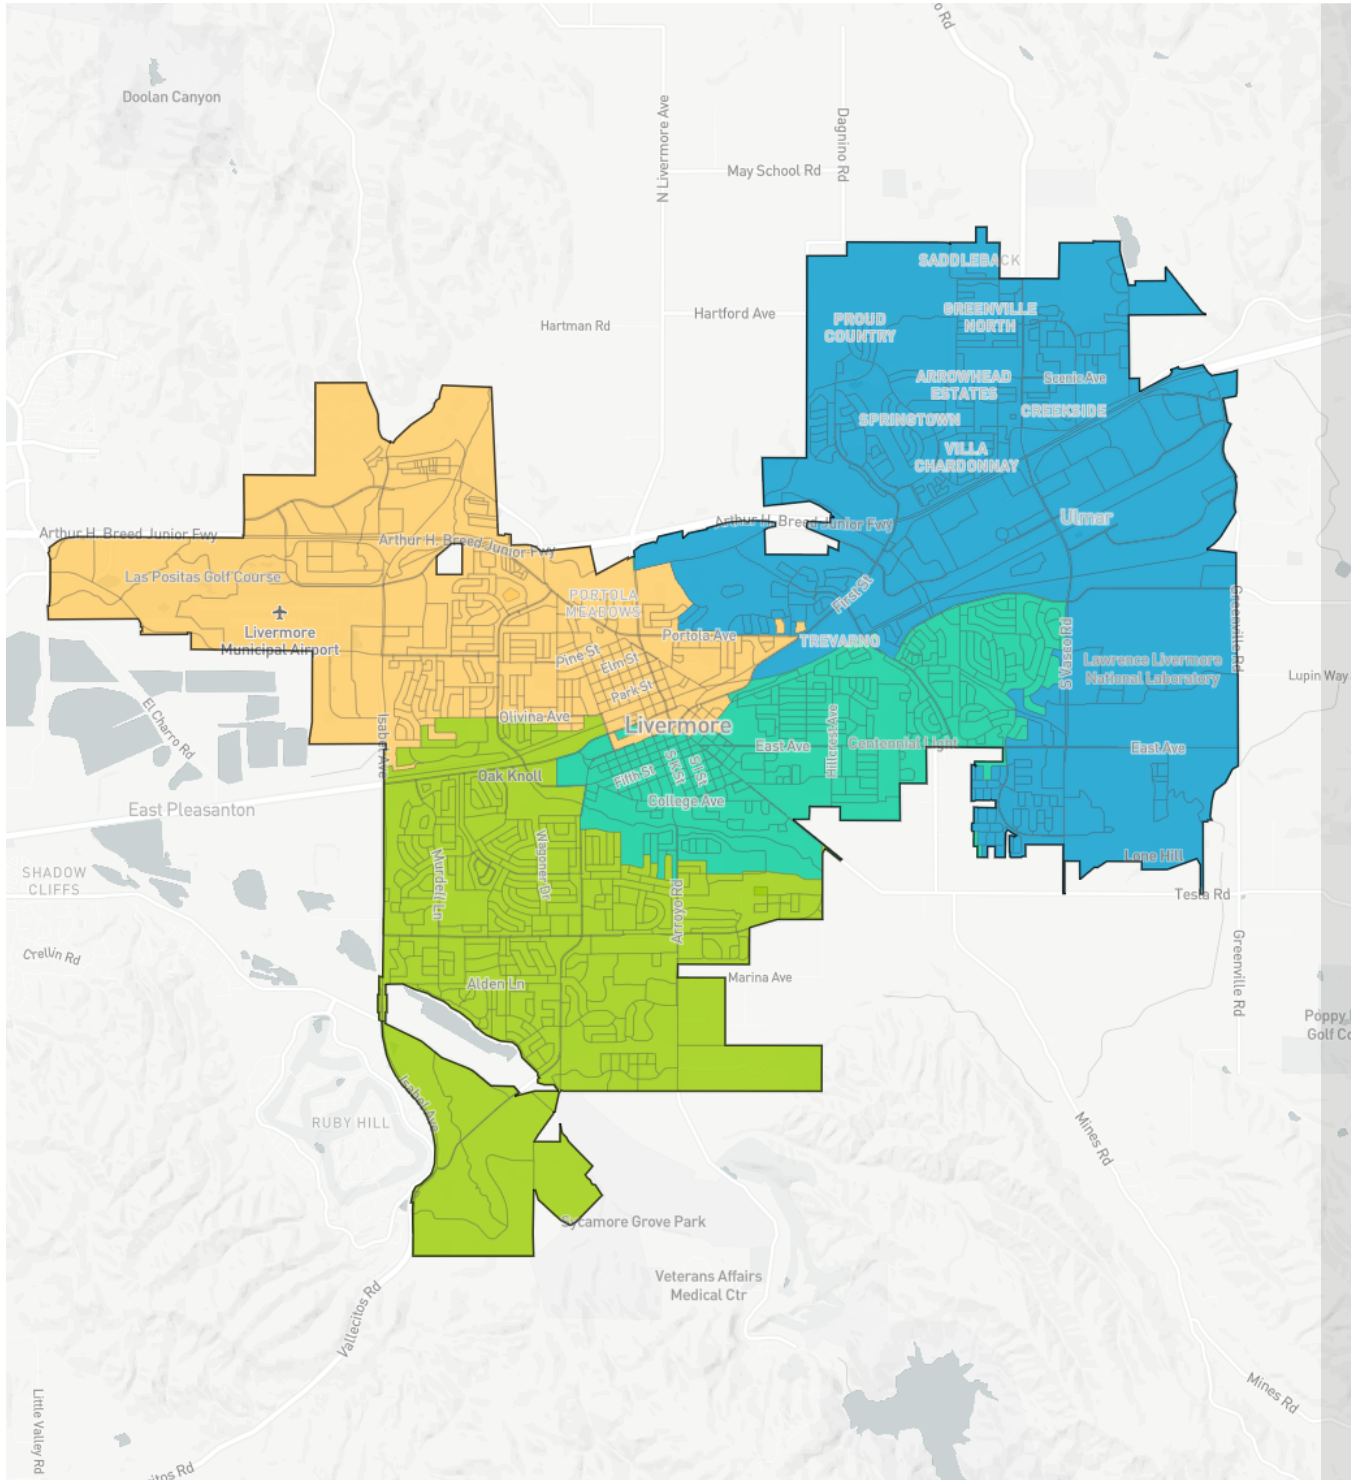 o Rd
Doolan Canyon
N Livermore Ave
Dagnino Rd
May School Rd
SADDLEBACK
Hartford Ave
GREENVILLE
NORTH
PROUD
COUNTRY
Hartman Rd
ARROWHEAD
ESTATES
Scenic Ave
SPRINGTOWN
CREEKSIDE
VILLA
CHARDONNAY
Ulmar
Arthur H. Breed Junior Fwy
Arthur H. Breed Junior Fwy
Arthur H. Breed Junior Fwy
Las Positas Golf Course
PORTOLA
MEADOWS
First St
Greenville Rd
Livermore
Municipal Airport
Portola Ave
TREVARNO
S Vasco Rd
Pine St
Elm St
Lawrence Livermore
National Laboratory
Lupin Way
Park St
El Charro Rd
Isabel Ave
Olivina Ave
Livermore
Hillcrest Ave
East Ave
Centennial Light
East Ave
Oak Knoll
Fifth St
S K St
S I St
College Ave
East Pleasanton
Murdell Ln
Wagoner Dr
Lone Hill
SHADOW
CLIFFS
Arroyo Rd
Tesla Rd
Crellin Rd
Greenville Rd
Alden Ln
Marina Ave
Poppy
Golf Co
Isabel Ave
RUBY HILL
Mines Rd
Sycamore Grove Park
Veterans Affairs
Medical Ctr
Vallecitos Rd
Mines Rd
Little Valley Rd
itos Rd